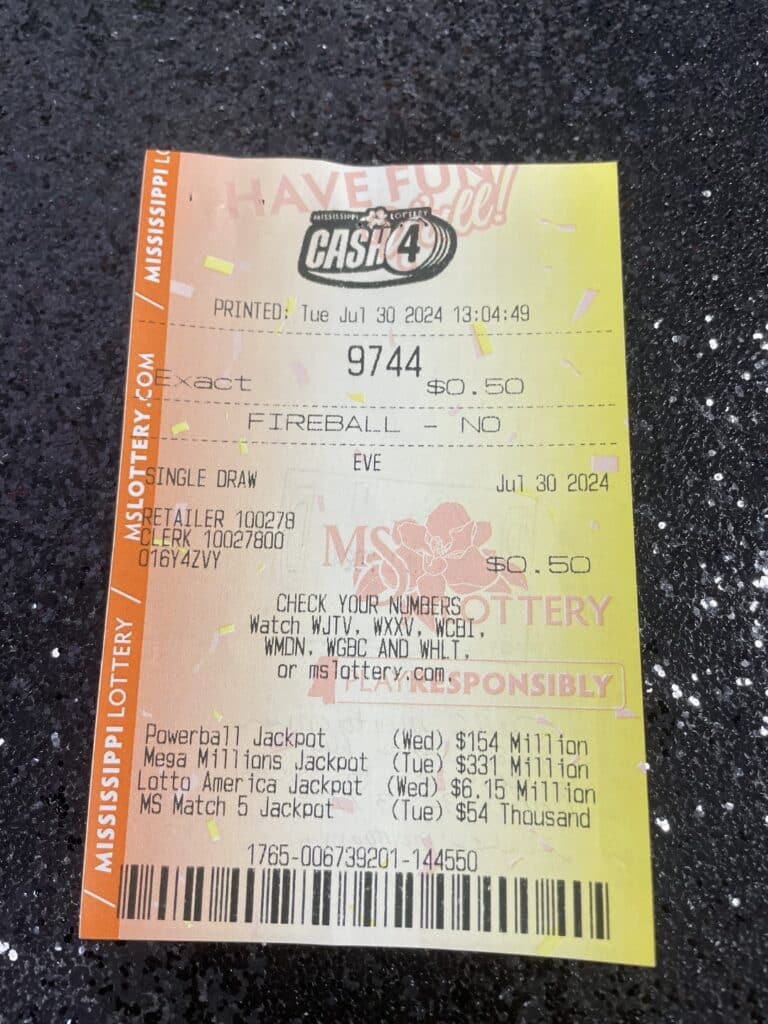 HAVE FUN
y'all!
MISSISSIPPI LOTTERY
CASH 4
PRINTED: Tue Jul 30 2024 13:04:49
9744
Exact $0.50
FIREBALL - NO
EVE
SINGLE DRAW Jul 30 2024
RETAILER 100278
CLERK 10027800
016Y4ZVY $0.50
MS LOTTERY
CHECK YOUR NUMBERS
Watch WJTV, WXXV, WCBI,
WMDN, WGBC AND WHLT,
or mslottery.com.
PLAY RESPONSIBLY
Powerball Jackpot (Wed) $154 Million
Mega Millions Jackpot (Tue) $331 Million
Lotto America Jackpot (Wed) $6.15 Million
MS Match 5 Jackpot (Tue) $54 Thousand
1765-006739201-144550
/ MISSISSIPPI LOTTERY / MSLOTTERY.COM / MISSISSIPPI LO